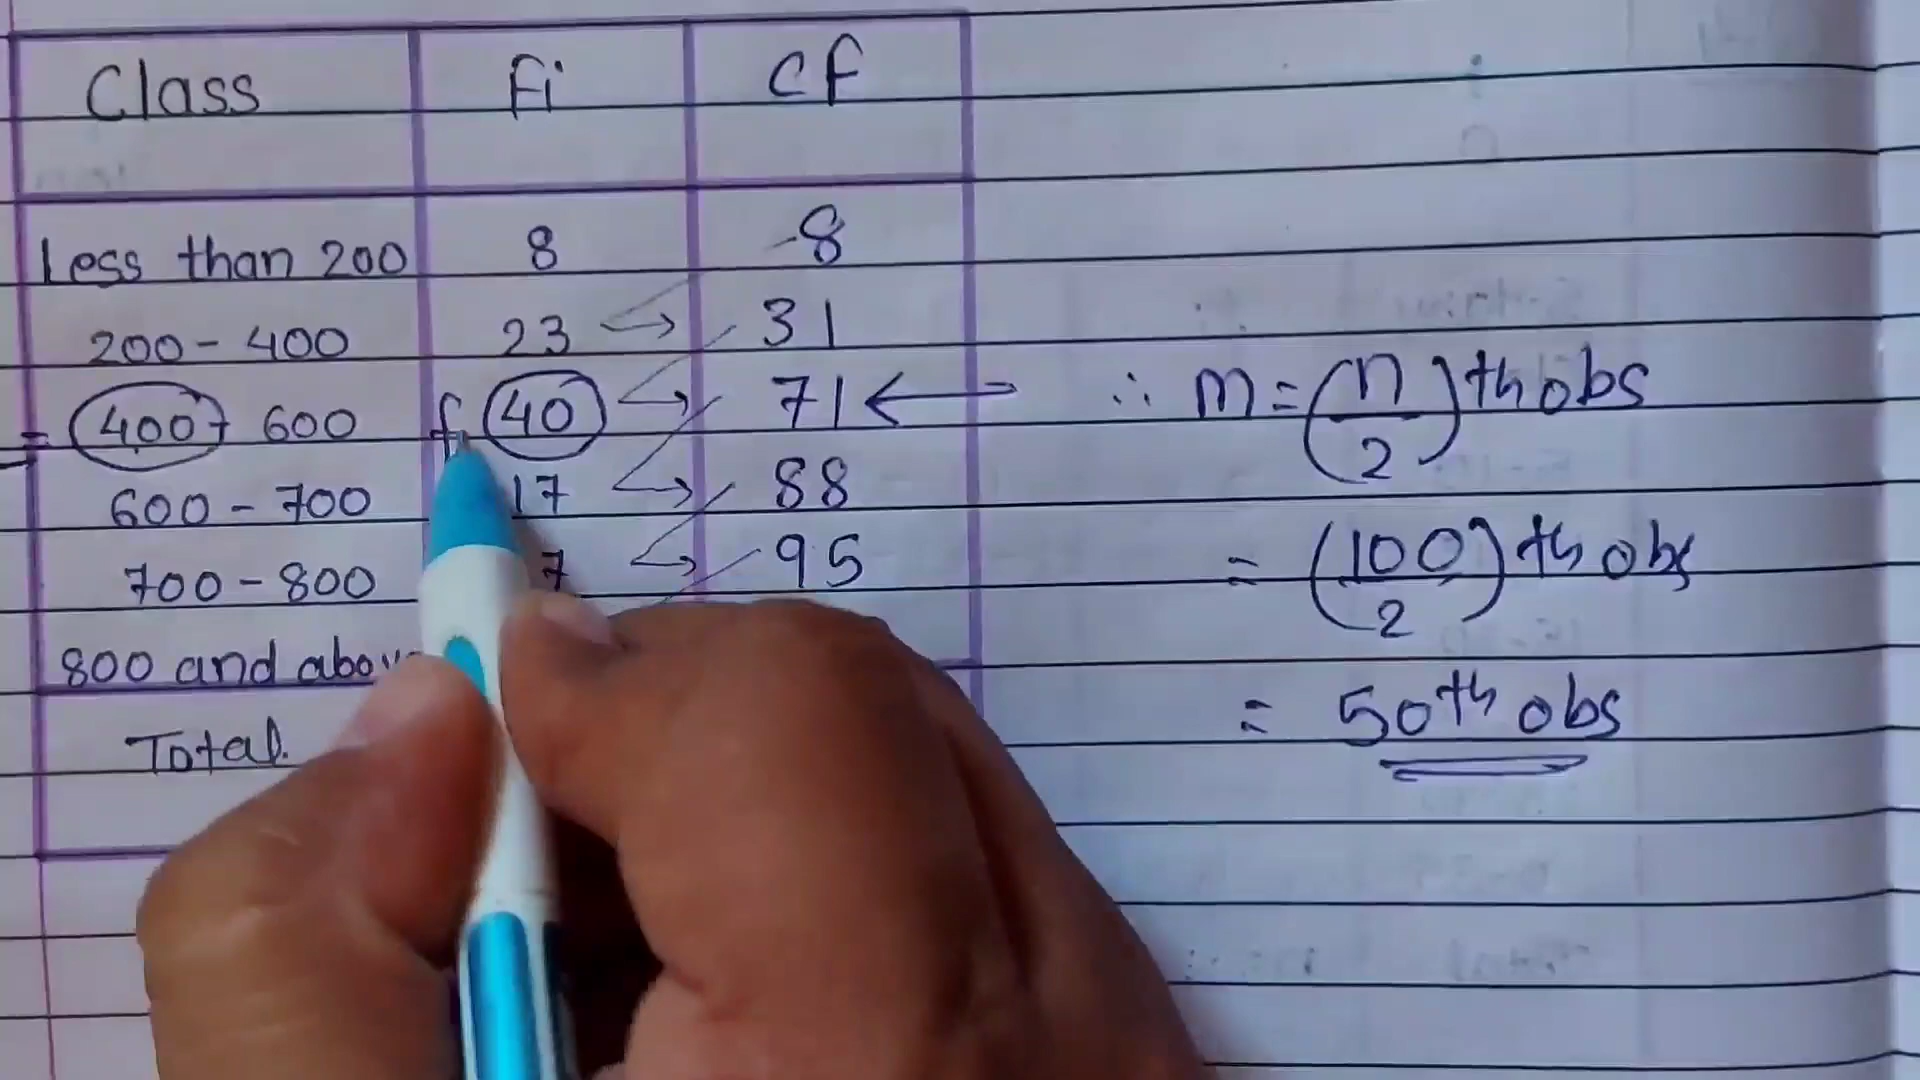 Class fi cf
Less than 200 8 8
200 - 400 23 31
= 400 - 600 f 40 71 ← ∴ M = (n/2)th obs
600 - 700 17 88
700 - 800 7 95 = (100/2)th obs
800 and above
= 50th obs
Total.